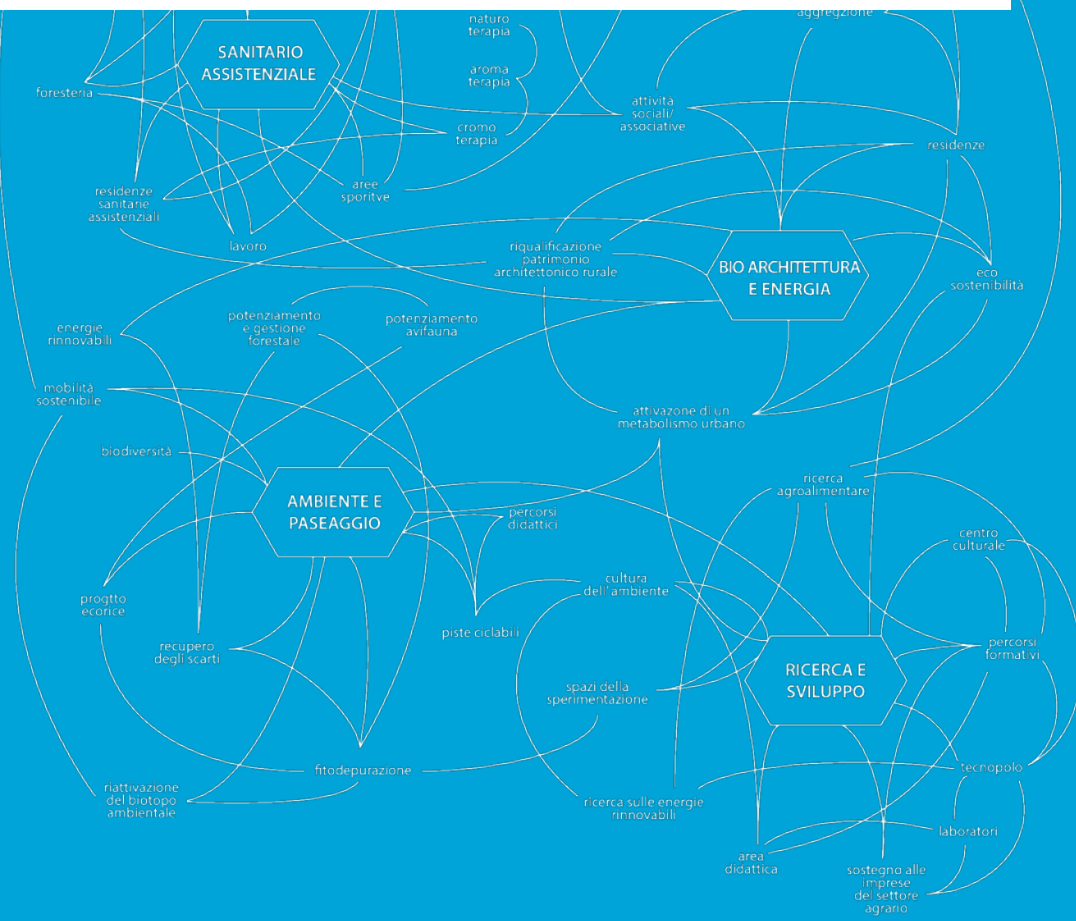 aggregzione
naturo
terapia
SANITARIO
ASSISTENZIALE
aroma
terapia
foresteria
attività
sociali/
associative
cromo
terapia
residenze
residenze
sanitarie
assistenziali
aree
sporitve
lavoro
riqualificazione
patrimonio
architettonico rurale
BIO ARCHITETTURA
E ENERGIA
eco
sostenibilità
potenziamento
e gestione
forestale
potenziamento
avifauna
energie
rinnovabili
mobilità
sostenibile
attivazone di un
metabolismo urbano
biodiversità
ricerca
agroalimentare
AMBIENTE E
PASEAGGIO
percorsi
didattici
centro
culturale
cultura
dell'ambiente
progtto
ecorice
piste ciclabili
recupero
degli scarti
percorsi
formativi
RICERCA E
SVILUPPO
spazi della
sperimentazione
fitodepurazione
tecnopolo
riattivazione
del biotopo
ambientale
ricerca sulle energie
rinnovabili
laboratori
area
didattica
sostegno alle
imprese
del settore
agrario